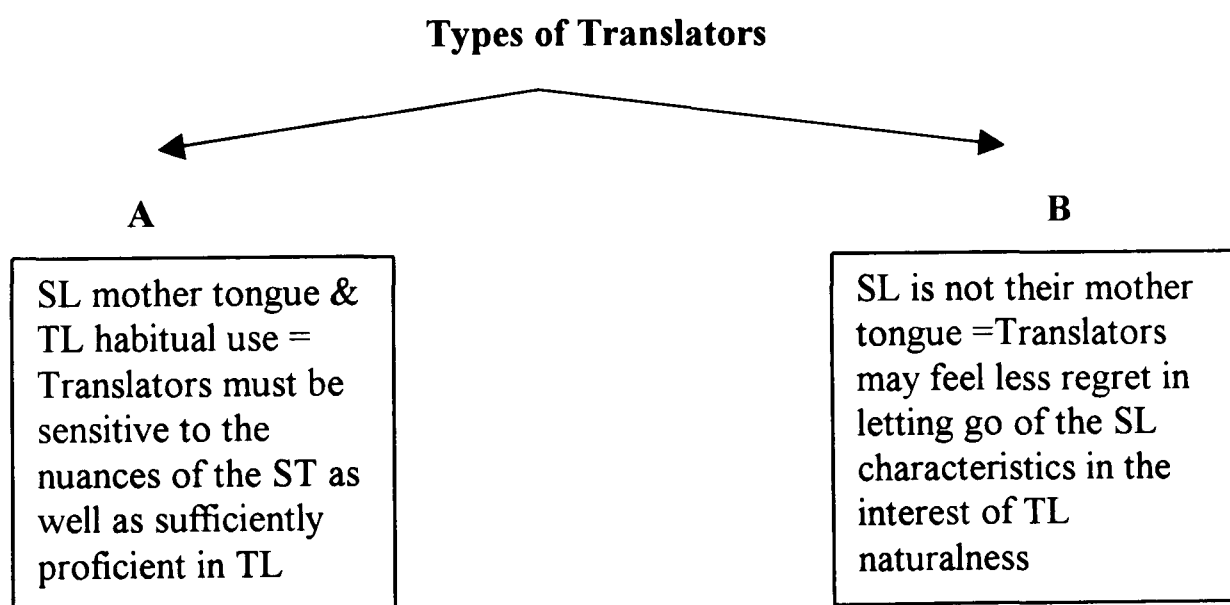 Types of Translators
A
SL mother tongue &
TL habitual use =
Translators must be
sensitive to the
nuances of the ST as
well as sufficiently
proficient in TL
B
SL is not their mother
tongue =Translators
may feel less regret in
letting go of the SL
characteristics in the
interest of TL
naturalness